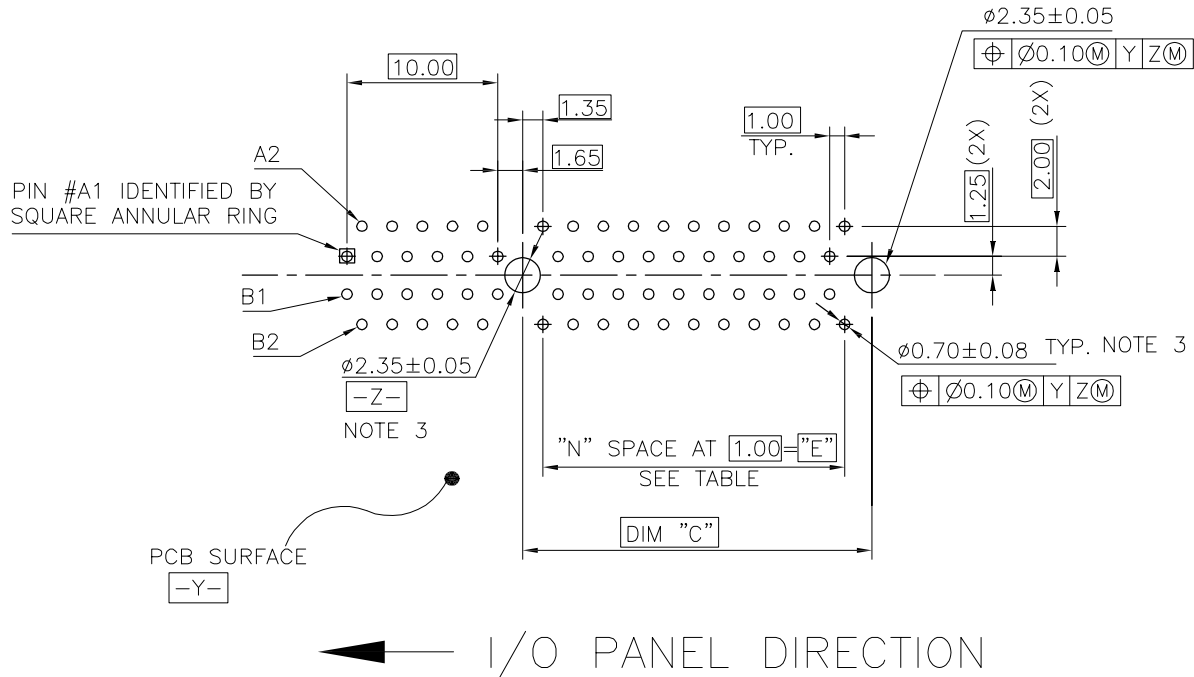 ø2.35±0.05
⌖ Ø0.10Ⓜ Y ZⓂ
10.00
1.35
1.65
1.00
TYP.
1.25 (2X)
2.00 (2X)
A2
PIN #A1 IDENTIFIED BY
SQUARE ANNULAR RING
B1
B2
ø2.35±0.05
-Z-
NOTE 3
ø0.70±0.08 TYP. NOTE 3
⌖ Ø0.10Ⓜ Y ZⓂ
"N" SPACE AT 1.00="E"
SEE TABLE
DIM "C"
PCB SURFACE
-Y-
I/O PANEL DIRECTION